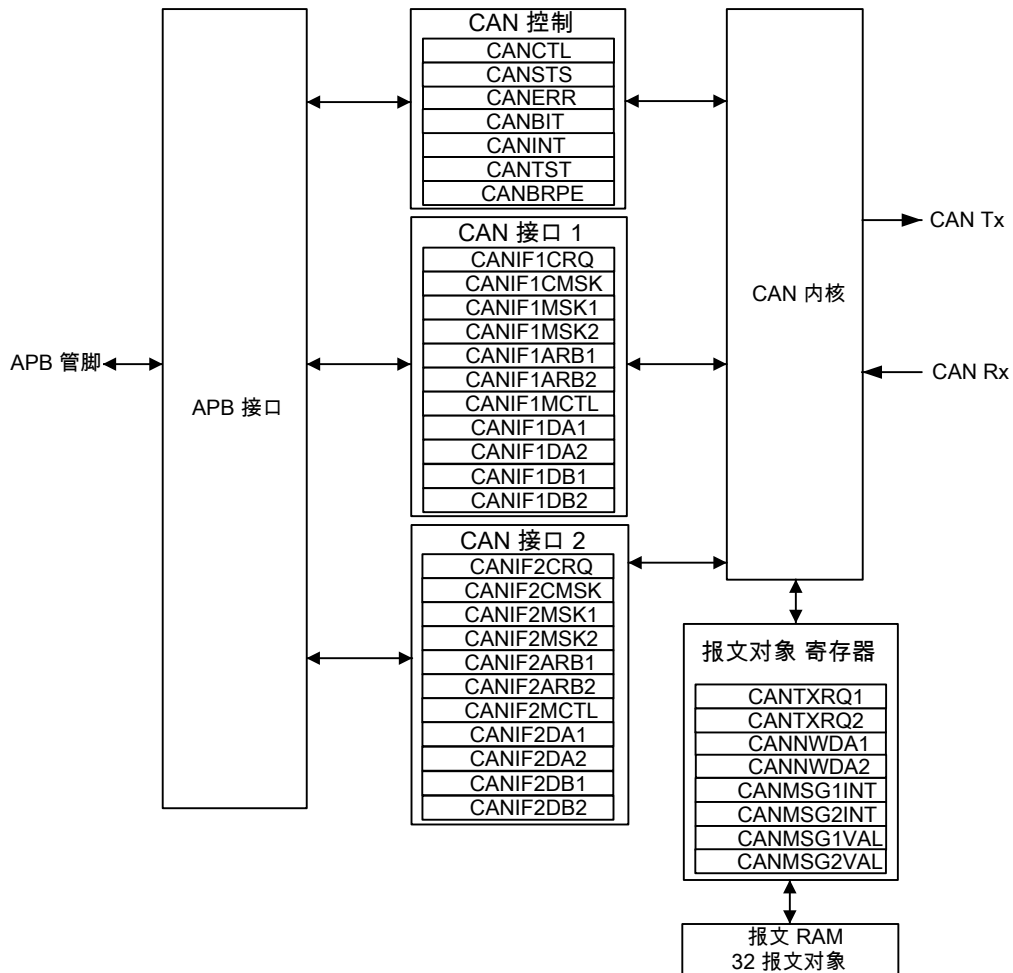 CAN 控制
CANCTL
CANSTS
CANERR
CANBIT
CANINT
CANTST
CANBRPE
CAN 接口 1
CANIF1CRQ
CANIF1CMSK
CANIF1MSK1
CANIF1MSK2
CANIF1ARB1
CANIF1ARB2
CANIF1MCTL
CANIF1DA1
CANIF1DA2
CANIF1DB1
CANIF1DB2
CAN 接口 2
CANIF2CRQ
CANIF2CMSK
CANIF2MSK1
CANIF2MSK2
CANIF2ARB1
CANIF2ARB2
CANIF2MCTL
CANIF2DA1
CANIF2DA2
CANIF2DB1
CANIF2DB2
APB 管脚
APB 接口
CAN 内核
CAN Tx
CAN Rx
报文对象 寄存器
CANTXRQ1
CANTXRQ2
CANNWDA1
CANNWDA2
CANMSG1INT
CANMSG2INT
CANMSG1VAL
CANMSG2VAL
报文 RAM
32 报文对象